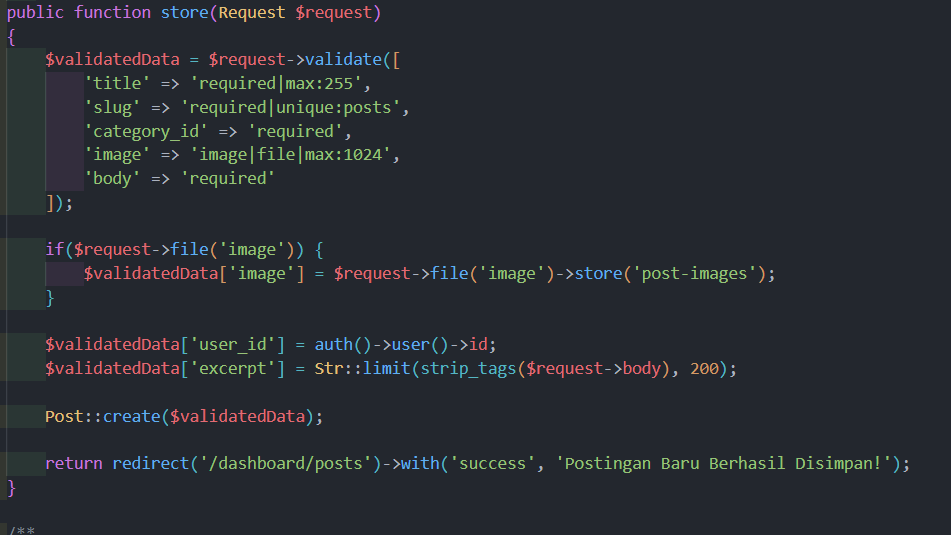 public function store(Request $request)
{
    $validatedData = $request->validate([
        'title' => 'required|max:255',
        'slug' => 'required|unique:posts',
        'category_id' => 'required',
        'image' => 'image|file|max:1024',
        'body' => 'required'
    ]);

    if($request->file('image')) {
        $validatedData['image'] = $request->file('image')->store('post-images');
    }

    $validatedData['user_id'] = auth()->user()->id;
    $validatedData['excerpt'] = Str::limit(strip_tags($request->body), 200);

    Post::create($validatedData);

    return redirect('/dashboard/posts')->with('success', 'Postingan Baru Berhasil Disimpan!');
}

/**